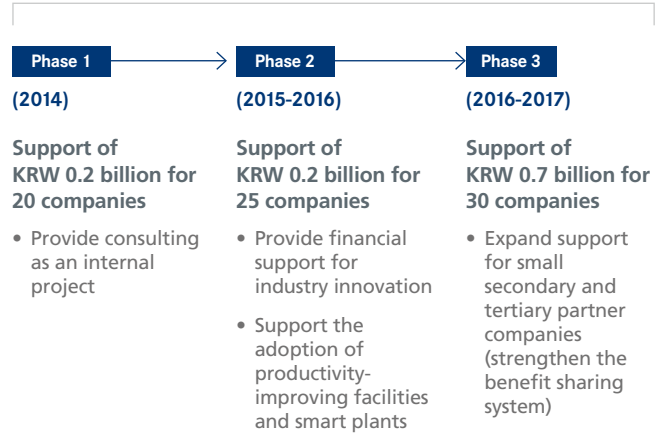 Phase 1
(2014)
Support of
KRW 0.2 billion for
20 companies
• Provide consulting
as an internal
project
Phase 2
(2015-2016)
Support of
KRW 0.2 billion for
25 companies
• Provide financial
support for
industry innovation
• Support the
adoption of
productivity-
improving facilities
and smart plants
Phase 3
(2016-2017)
Support of
KRW 0.7 billion for
30 companies
• Expand support
for small
secondary and
tertiary partner
companies
(strengthen the
benefit sharing
system)